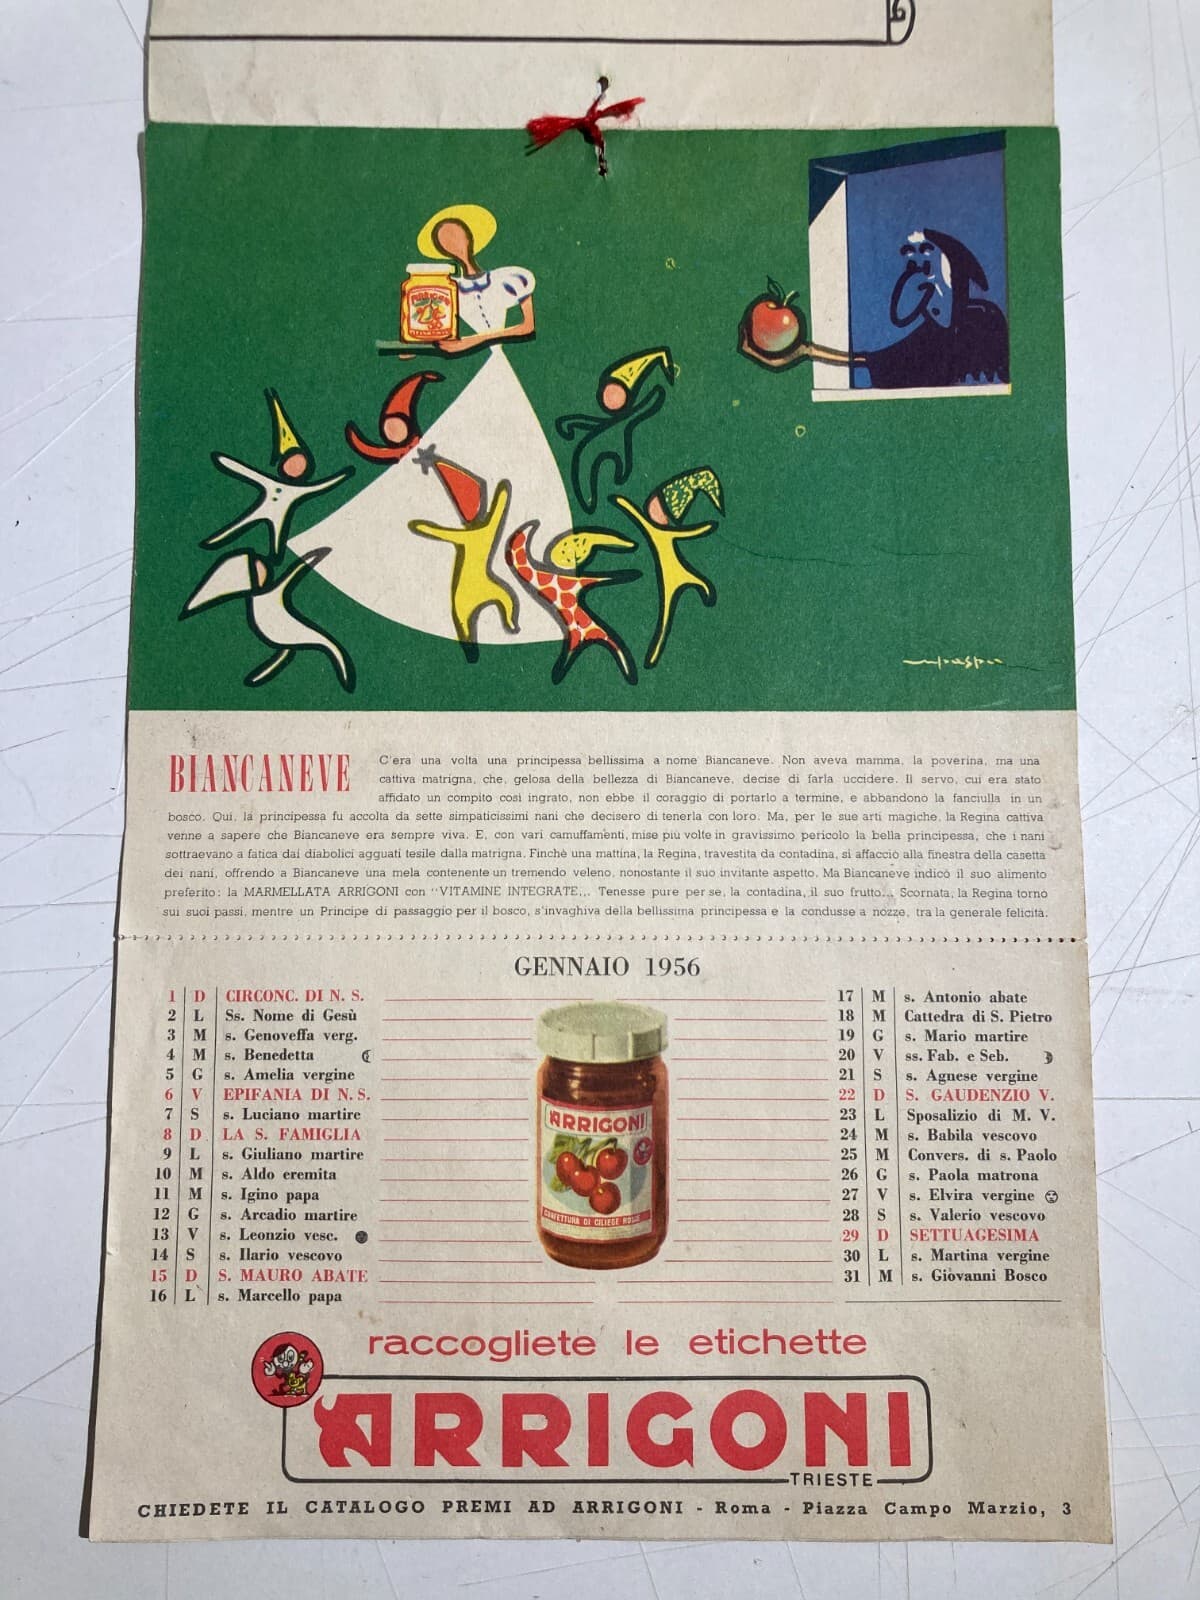 ARRIGONI
BIANCANEVE
C'era una volta una principessa bellissima a nome Biancaneve. Non aveva mamma, la poverina, ma una
cattiva matrigna, che, gelosa della bellezza di Biancaneve, decise di farla uccidere. Il servo, cui era stato
affidato un compito così ingrato, non ebbe il coraggio di portarlo a termine, e abbandonò la fanciulla in un
bosco. Qui, la principessa fu accolta da sette simpaticissimi nani che decisero di tenerla con loro. Ma, per le sue arti magiche, la Regina cattiva
venne a sapere che Biancaneve era sempre viva. E, con vari camuffamenti, mise più volte in gravissimo pericolo la bella principessa, che i nani
sottraevano a fatica dai diabolici agguati tesile dalla matrigna. Finchè una mattina, la Regina, travestita da contadina, si affacciò alla finestra della casetta
dei nani, offrendo a Biancaneve una mela contenente un tremendo veleno, nonostante il suo invitante aspetto. Ma Biancaneve indicò il suo alimento
preferito: la MARMELLATA ARRIGONI con "VITAMINE INTEGRATE... Tenesse pure per se, la contadina, il suo frutto... Scornata, la Regina tornò
sui suoi passi, mentre un Principe di passaggio per il bosco, s'invaghiva della bellissima principessa e la condusse a nozze, tra la generale felicità.
GENNAIO 1956
1 D CIRCONC. DI N. S.
2 L Ss. Nome di Gesù
3 M s. Genoveffa verg.
4 M s. Benedetta
5 G s. Amelia vergine
6 V EPIFANIA DI N. S.
7 S s. Luciano martire
8 D LA S. FAMIGLIA
9 L s. Giuliano martire
10 M s. Aldo eremita
11 M s. Igino papa
12 G s. Arcadio martire
13 V s. Leonzio vesc.
14 S s. Ilario vescovo
15 D S. MAURO ABATE
16 L s. Marcello papa
ARRIGONI
CONFETTURA DI CILIEGE ROSSE
17 M s. Antonio abate
18 M Cattedra di S. Pietro
19 G s. Mario martire
20 V ss. Fab. e Seb.
21 S s. Agnese vergine
22 D S. GAUDENZIO V.
23 L Sposalizio di M. V.
24 M s. Babila vescovo
25 M Convers. di s. Paolo
26 G s. Paola matrona
27 V s. Elvira vergine
28 S s. Valerio vescovo
29 D SETTUAGESIMA
30 L s. Martina vergine
31 M s. Giovanni Bosco
raccogliete le etichette
ARRIGONI
TRIESTE
CHIEDETE IL CATALOGO PREMI AD ARRIGONI - Roma - Piazza Campo Marzio, 3